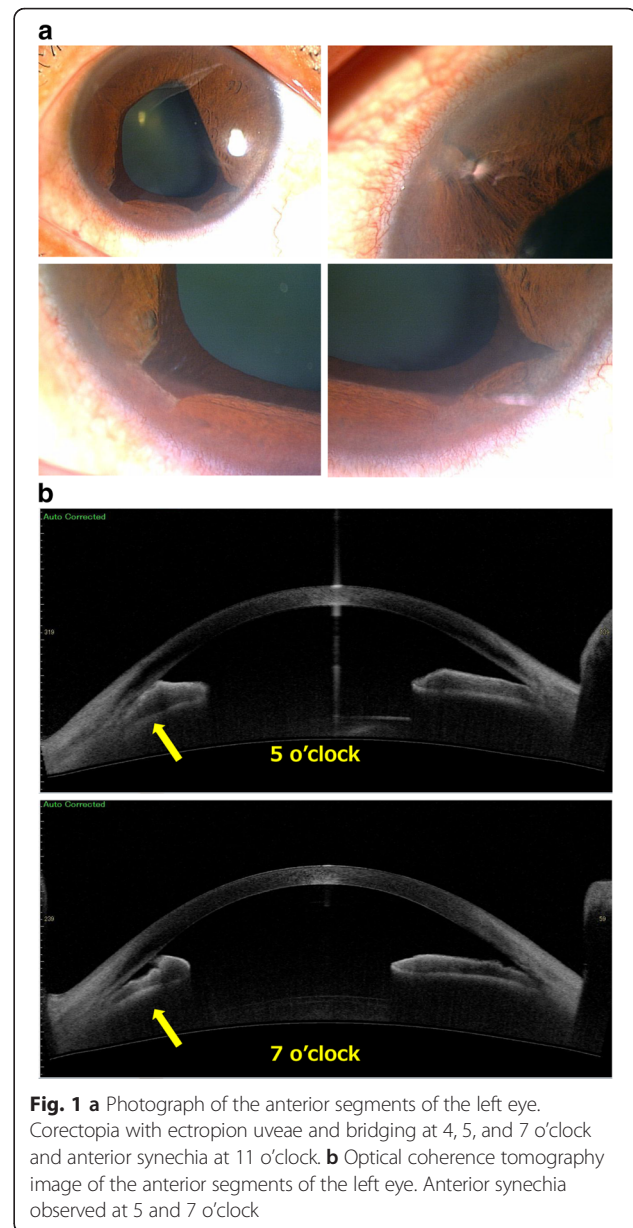 a
b
Auto Corrected
319
5 o'clock
Auto Corrected
239
59
7 o'clock
Fig. 1 a Photograph of the anterior segments of the left eye.
Corectopia with ectropion uveae and bridging at 4, 5, and 7 o'clock
and anterior synechia at 11 o'clock. b Optical coherence tomography
image of the anterior segments of the left eye. Anterior synechia
observed at 5 and 7 o'clock